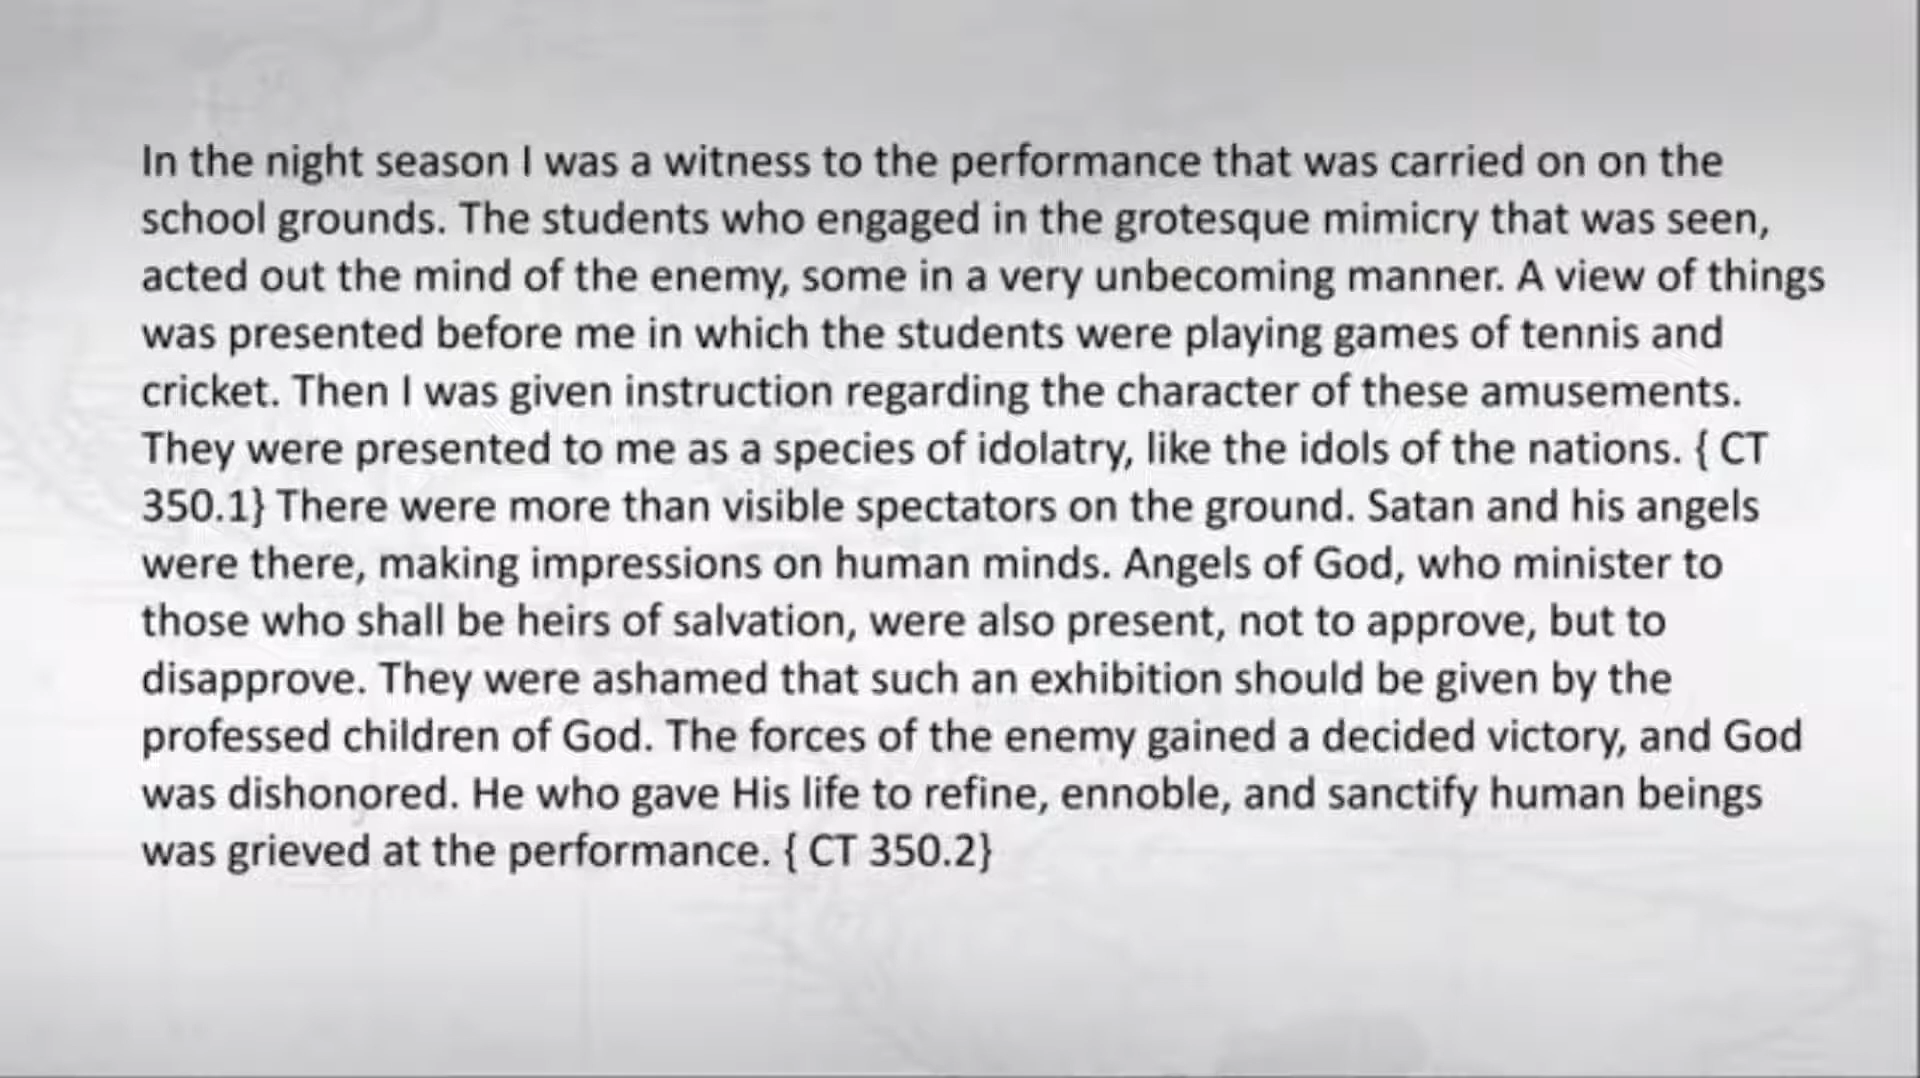 In the night season I was a witness to the performance that was carried on on the
school grounds. The students who engaged in the grotesque mimicry that was seen,
acted out the mind of the enemy, some in a very unbecoming manner. A view of things
was presented before me in which the students were playing games of tennis and
cricket. Then I was given instruction regarding the character of these amusements.
They were presented to me as a species of idolatry, like the idols of the nations. { CT
350.1} There were more than visible spectators on the ground. Satan and his angels
were there, making impressions on human minds. Angels of God, who minister to
those who shall be heirs of salvation, were also present, not to approve, but to
disapprove. They were ashamed that such an exhibition should be given by the
professed children of God. The forces of the enemy gained a decided victory, and God
was dishonored. He who gave His life to refine, ennoble, and sanctify human beings
was grieved at the performance. { CT 350.2}